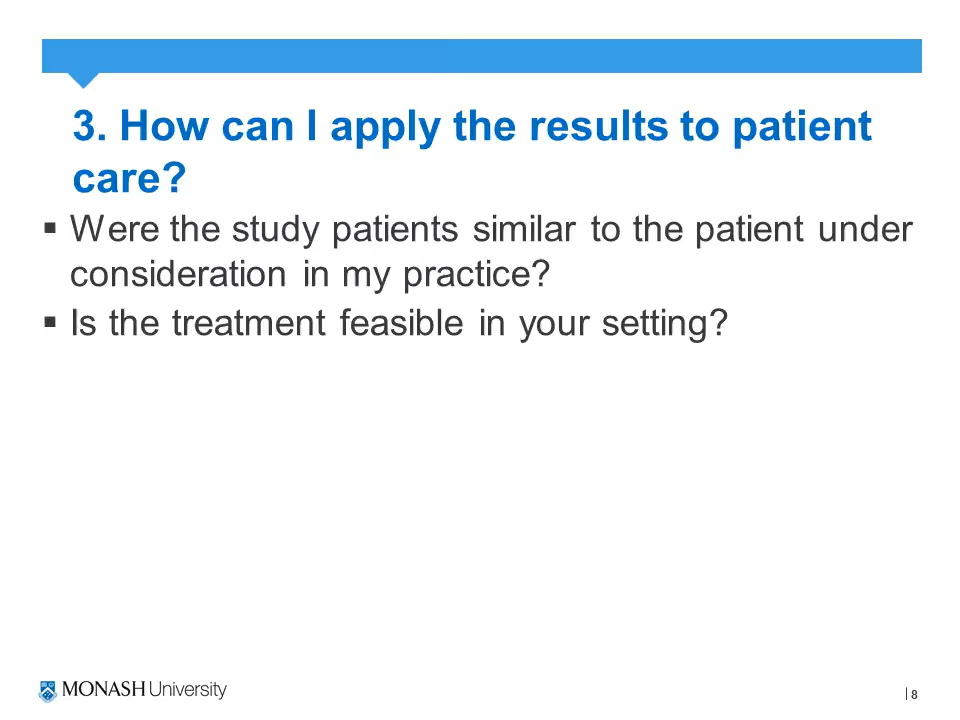 3. How can I apply the results to patient
care?
▪ Were the study patients similar to the patient under
consideration in my practice?
▪ Is the treatment feasible in your setting?
MONASH University
| 8